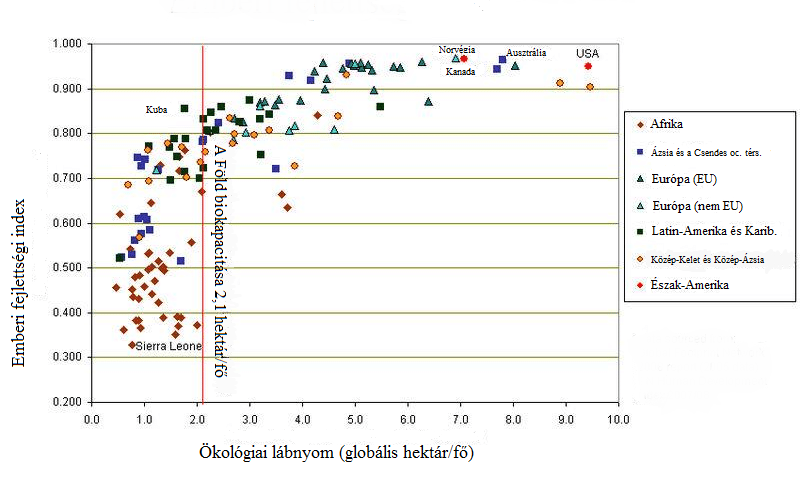 Norvégia
Ausztrália
USA
Kanada
Kuba
Sierra Leone
A Föld biokapacitása 2,1 hektár/fő
Emberi fejlettségi index
1.000
0.900
0.800
0.700
0.600
0.500
0.400
0.300
0.200
0.0 1.0 2.0 3.0 4.0 5.0 6.0 7.0 8.0 9.0 10.0
Ökológiai lábnyom (globális hektár/fő)
Afrika
Ázsia és a Csendes oc. térs.
Európa (EU)
Európa (nem EU)
Latin-Amerika és Karib.
Közép-Kelet és Közép-Ázsia
Észak-Amerika